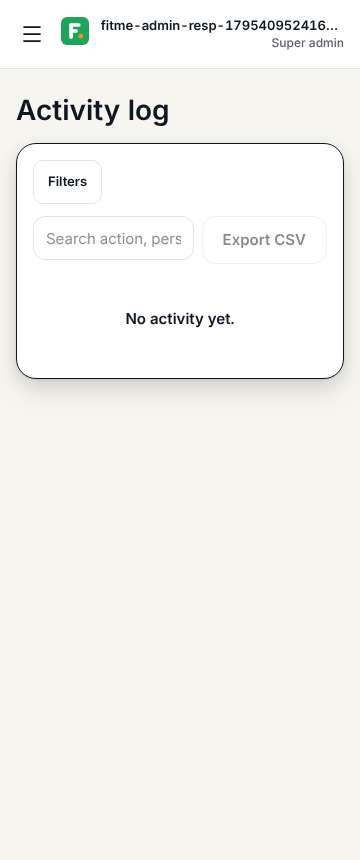 F.
fitme-admin-resp-179540952416...
Super admin
Activity log
Filters
Search action, pers
Export CSV
No activity yet.